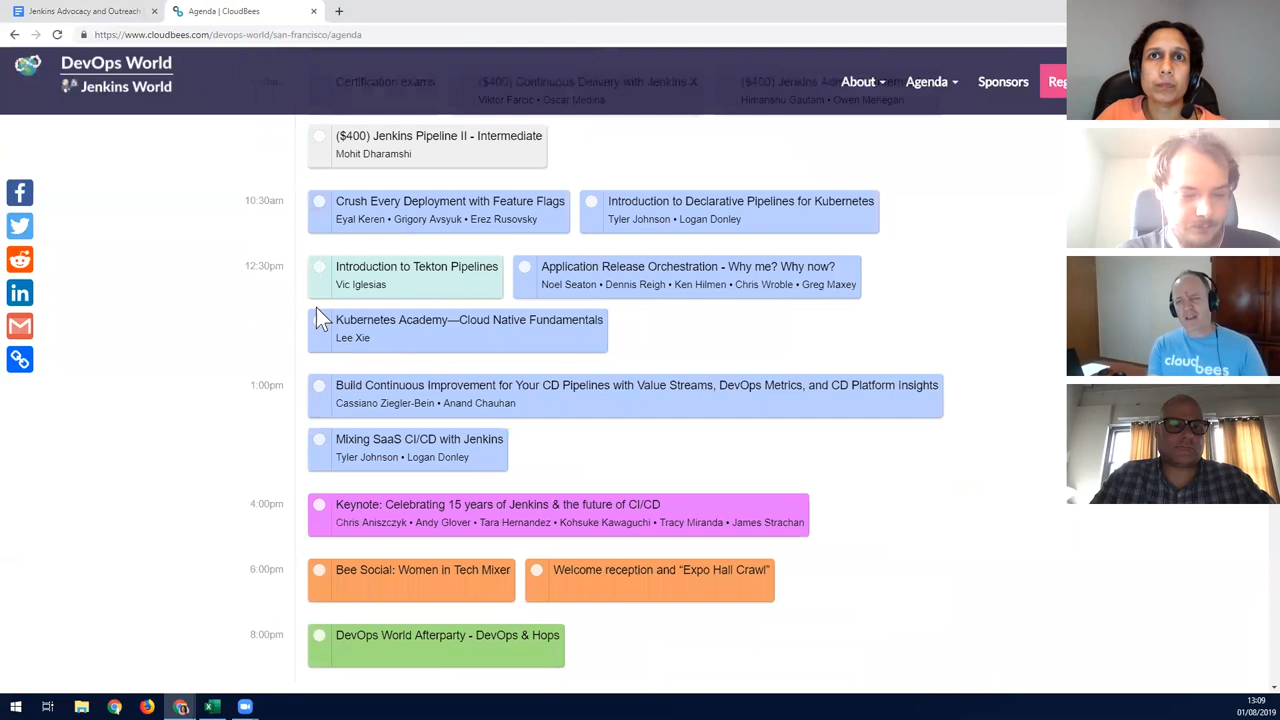 Jenkins Advocacy and Outreach
Agenda | CloudBees
https://www.cloudbees.com/devops-world/san-francisco/agenda
DevOps World
Jenkins World
Certification exams
($400) Continuous Delivery with Jenkins X
Viktor Farcic • Oscar Medina
Himanshu Gautam • Owen Mehegan
About
Agenda
Sponsors
Reg
($400) Jenkins Pipeline II - Intermediate
Mohit Dharamshi
10:30am
Crush Every Deployment with Feature Flags
Eyal Keren • Grigory Avsyuk • Erez Rusovsky
Introduction to Declarative Pipelines for Kubernetes
Tyler Johnson • Logan Donley
12:30pm
Introduction to Tekton Pipelines
Vic Iglesias
Application Release Orchestration - Why me? Why now?
Noel Seaton • Dennis Reigh • Ken Hilmen • Chris Wroble • Greg Maxey
Kubernetes Academy—Cloud Native Fundamentals
Lee Xie
1:00pm
Build Continuous Improvement for Your CD Pipelines with Value Streams, DevOps Metrics, and CD Platform Insights
Cassiano Ziegler-Bein • Anand Chauhan
Mixing SaaS CI/CD with Jenkins
Tyler Johnson • Logan Donley
4:00pm
Keynote: Celebrating 15 years of Jenkins & the future of CI/CD
Chris Aniszczyk • Andy Glover • Tara Hernandez • Kohsuke Kawaguchi • Tracy Miranda • James Strachan
6:00pm
Bee Social: Women in Tech Mixer
Welcome reception and “Expo Hall Crawl”
8:00pm
DevOps World Afterparty - DevOps & Hops
cloud
bees
13:09
01/08/2019